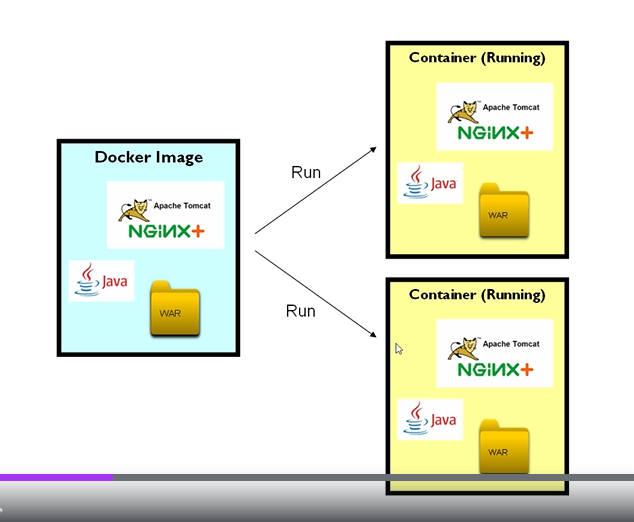 Docker Image
Apache Tomcat
NGINX+
Java
WAR
Run
Run
Container (Running)
Apache Tomcat
NGINX+
Java
WAR
Container (Running)
Apache Tomcat
NGINX+
Java
WAR